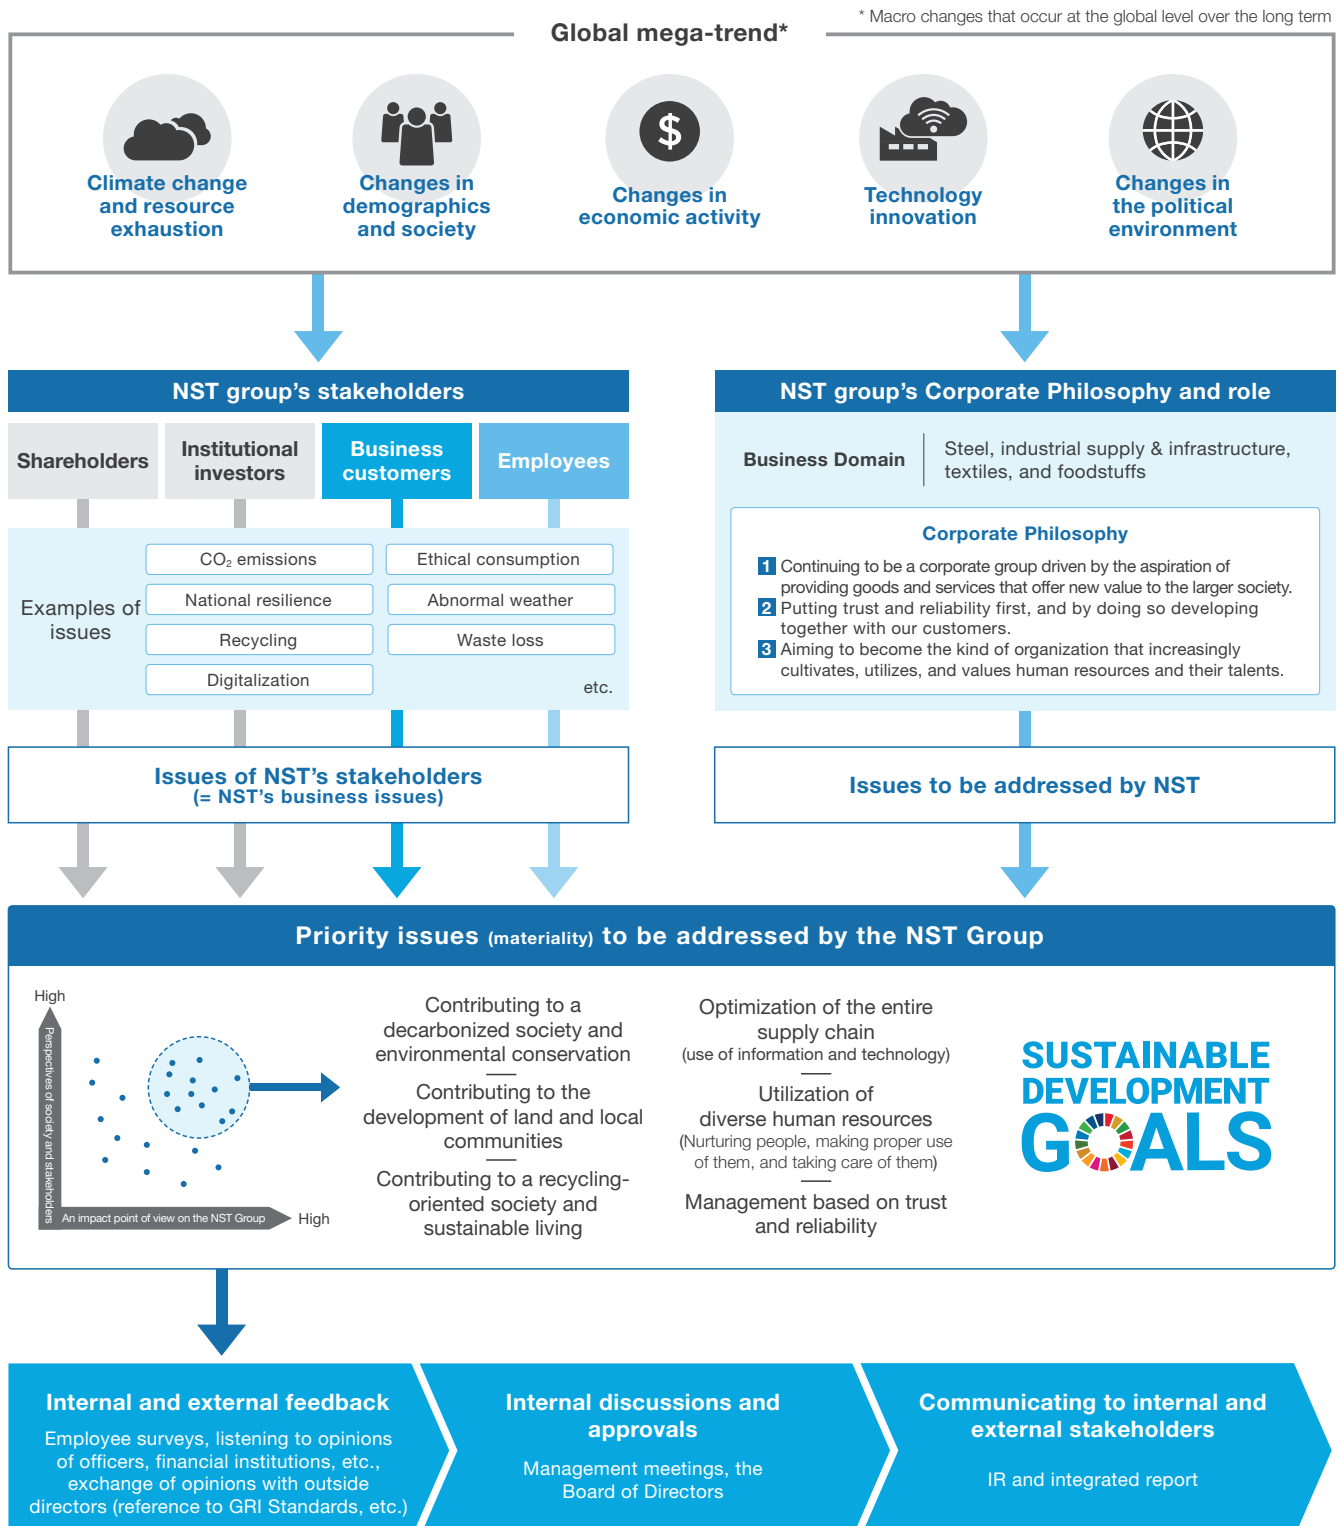 * Macro changes that occur at the global level over the long term
Global mega-trend*
$
Climate change
and resource
exhaustion
Changes in
demographics
and society
Changes in
economic activity
Technology
innovation
Changes in
the political
environment
NST group’s stakeholders
Shareholders
Institutional
investors
Business
customers
Employees
Examples of
issues
CO₂ emissions
Ethical consumption
National resilience
Abnormal weather
Recycling
Waste loss
Digitalization
etc.
Issues of NST’s stakeholders
(= NST’s business issues)
NST group’s Corporate Philosophy and role
Business Domain
Steel, industrial supply & infrastructure,
textiles, and foodstuffs
Corporate Philosophy
1 Continuing to be a corporate group driven by the aspiration of
providing goods and services that offer new value to the larger society.
2 Putting trust and reliability first, and by doing so developing
together with our customers.
3 Aiming to become the kind of organization that increasingly
cultivates, utilizes, and values human resources and their talents.
Issues to be addressed by NST
Priority issues (materiality) to be addressed by the NST Group
High
Perspectives of society and stakeholders
An impact point of view on the NST Group
High
Contributing to a
decarbonized society and
environmental conservation
Contributing to the
development of land and local
communities
Contributing to a recycling-
oriented society and
sustainable living
Optimization of the entire
supply chain
(use of information and technology)
Utilization of
diverse human resources
(Nurturing people, making proper use
of them, and taking care of them)
Management based on trust
and reliability
SUSTAINABLE
DEVELOPMENT
GOALS
Internal and external feedback
Employee surveys, listening to opinions
of officers, financial institutions, etc.,
exchange of opinions with outside
directors (reference to GRI Standards, etc.)
Internal discussions and
approvals
Management meetings, the
Board of Directors
Communicating to internal and
external stakeholders
IR and integrated report